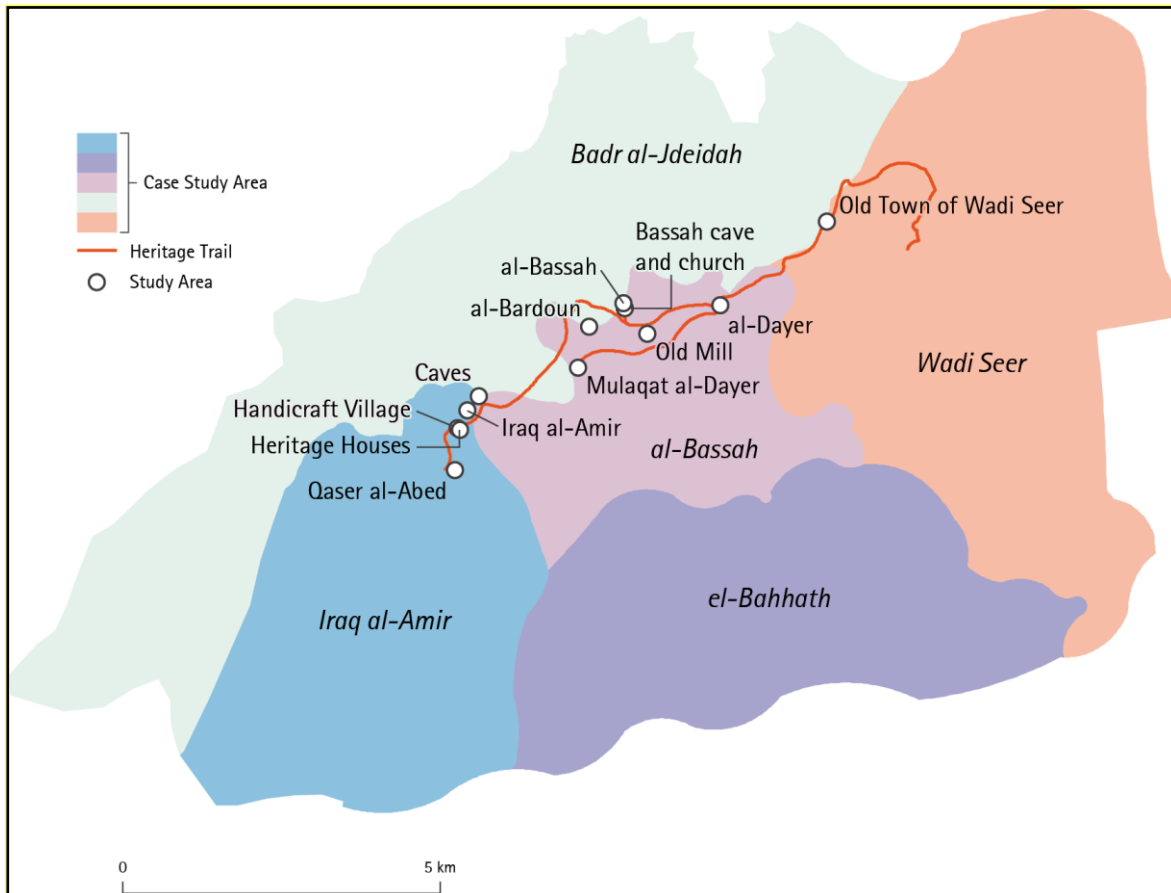 Case Study Area
Heritage Trail
Study Area
Badr al-Jdeidah
Old Town of Wadi Seer
Bassah cave
and church
al-Bassah
al-Bardoun
al-Dayer
Old Mill
Wadi Seer
Mulaqat al-Dayer
Caves
Handicraft Village
Iraq al-Amir
Heritage Houses
al-Bassah
Qaser al-Abed
el-Bahhath
Iraq al-Amir
0
5 km